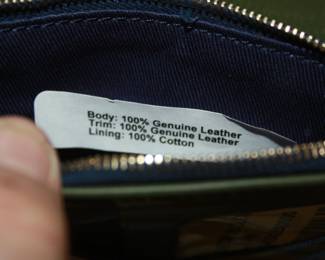 Body: 100% Genuine Leather
Trim: 100% Genuine Leather
Lining: 100% Cotton